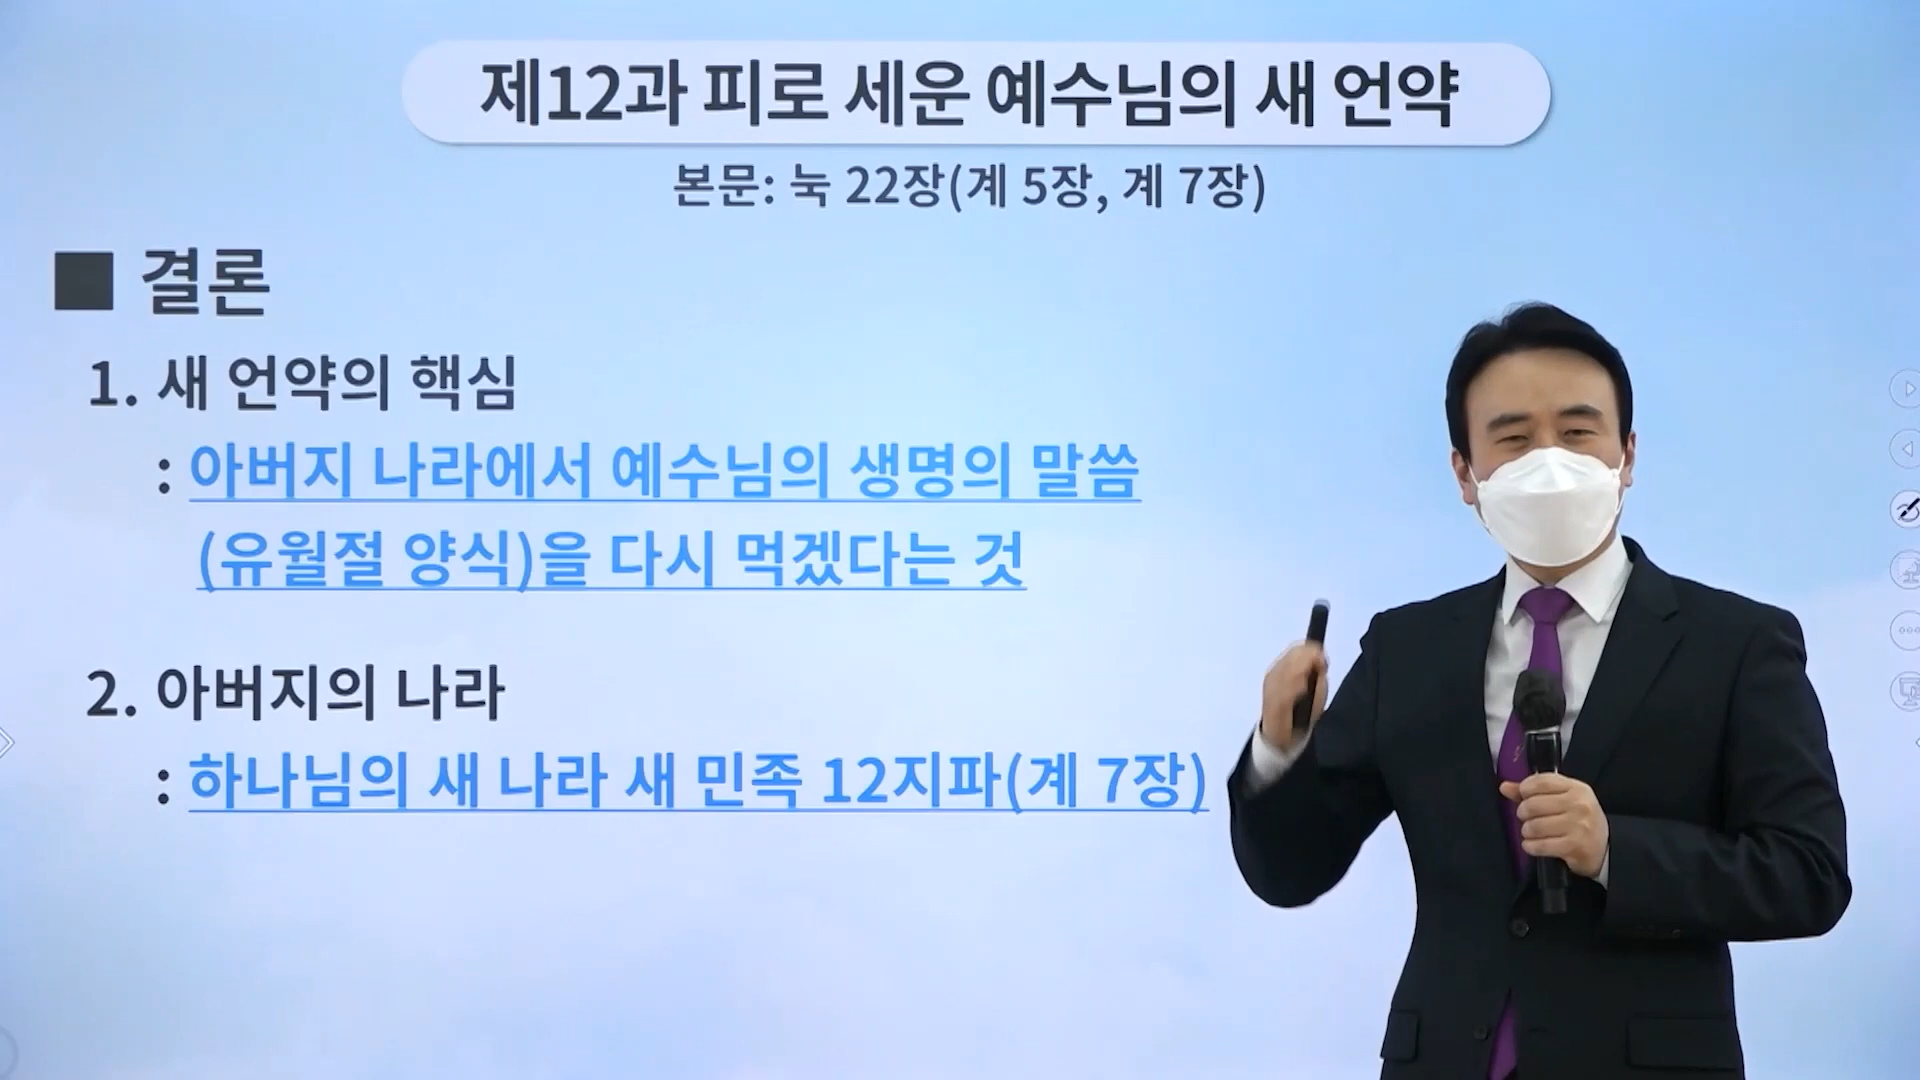 제12과 피로 세운 예수님의 새 언약
본문: 눅 22장(계 5장, 계 7장)
■ 결론
1. 새 언약의 핵심
: 아버지 나라에서 예수님의 생명의 말씀
(유월절 양식)을 다시 먹겠다는 것
2. 아버지의 나라
: 하나님의 새 나라 새 민족 12지파(계 7장)